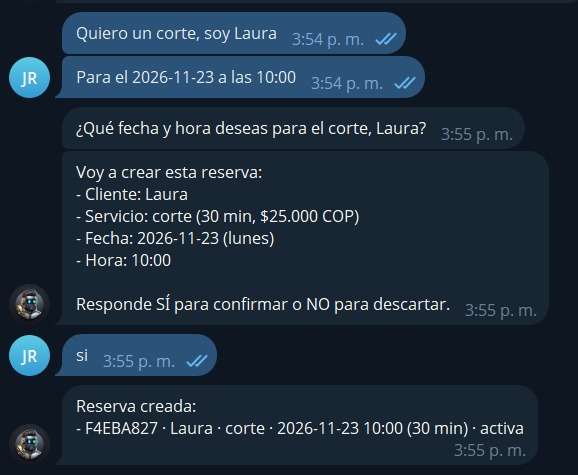 Quiero un corte, soy Laura 3:54 p. m.
JR
Para el 2026-11-23 a las 10:00 3:54 p. m.
¿Qué fecha y hora deseas para el corte, Laura? 3:55 p. m.
Voy a crear esta reserva:
- Cliente: Laura
- Servicio: corte (30 min, $25.000 COP)
- Fecha: 2026-11-23 (lunes)
- Hora: 10:00
Responde SÍ para confirmar o NO para descartar. 3:55 p. m.
JR
si 3:55 p. m.
Reserva creada:
- F4EBA827 · Laura · corte · 2026-11-23 10:00 (30 min) · activa
3:55 p. m.